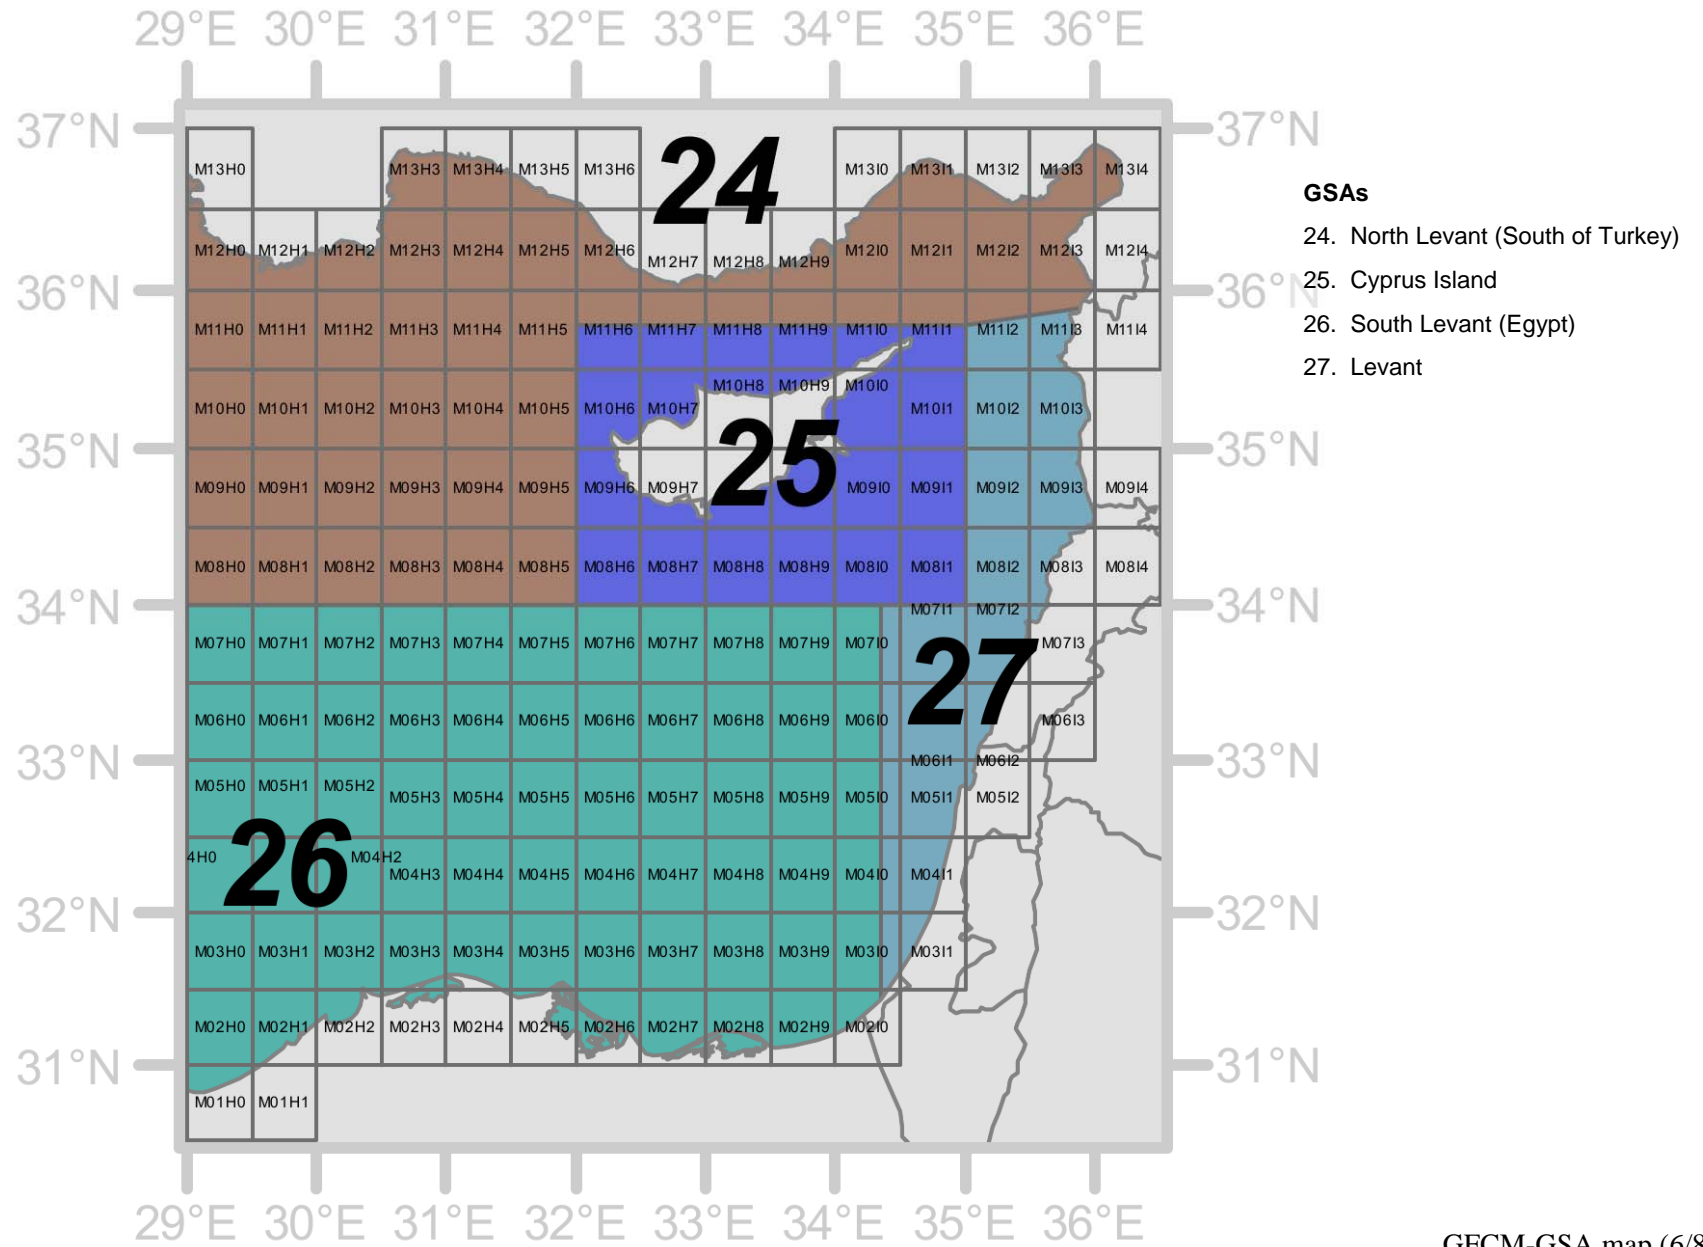 29°E 30°E 31°E 32°E 33°E 34°E 35°E 36°E
37°N 37°N
M13H0 M13H3 M13H4 M13H5 M13H6 24 M13I0 M13I1 M13I2 M13I3 M13I4
M12H0 M12H1 M12H2 M12H3 M12H4 M12H5 M12H6 M12H7 M12H8 M12H9 M12I0 M12I1 M12I2 M12I3 M12I4
36°N 36°N
M11H0 M11H1 M11H2 M11H3 M11H4 M11H5 M11H6 M11H7 M11H8 M11H9 M11I0 M11I1 M11I2 M11I3 M11I4
M10H0 M10H1 M10H2 M10H3 M10H4 M10H5 M10H6 M10H7 M10H8 M10H9 M10I0 M10I1 M10I2 M10I3
35°N 25 35°N
M09H0 M09H1 M09H2 M09H3 M09H4 M09H5 M09H6 M09H7 M09I0 M09I1 M09I2 M09I3 M09I4
M08H0 M08H1 M08H2 M08H3 M08H4 M08H5 M08H6 M08H7 M08H8 M08H9 M08I0 M08I1 M08I2 M08I3 M08I4
34°N 34°N
M07H0 M07H1 M07H2 M07H3 M07H4 M07H5 M07H6 M07H7 M07H8 M07H9 M07I0 M07I1 M07I2 M07I3
27
M06H0 M06H1 M06H2 M06H3 M06H4 M06H5 M06H6 M06H7 M06H8 M06H9 M06I0 M06I1 M06I2 M06I3
33°N 33°N
M05H0 M05H1 M05H2 M05H3 M05H4 M05H5 M05H6 M05H7 M05H8 M05H9 M05I0 M05I1 M05I2
4H0 26 M04H2 M04H3 M04H4 M04H5 M04H6 M04H7 M04H8 M04H9 M04I0 M04I1
32°N 32°N
M03H0 M03H1 M03H2 M03H3 M03H4 M03H5 M03H6 M03H7 M03H8 M03H9 M03I0 M03I1
M02H0 M02H1 M02H2 M02H3 M02H4 M02H5 M02H6 M02H7 M02H8 M02H9 M02I0
31°N 31°N
M01H0 M01H1
29°E 30°E 31°E 32°E 33°E 34°E 35°E 36°E
GSAs
24. North Levant (South of Turkey)
25. Cyprus Island
26. South Levant (Egypt)
27. Levant
GFCM-GSA map (6/8